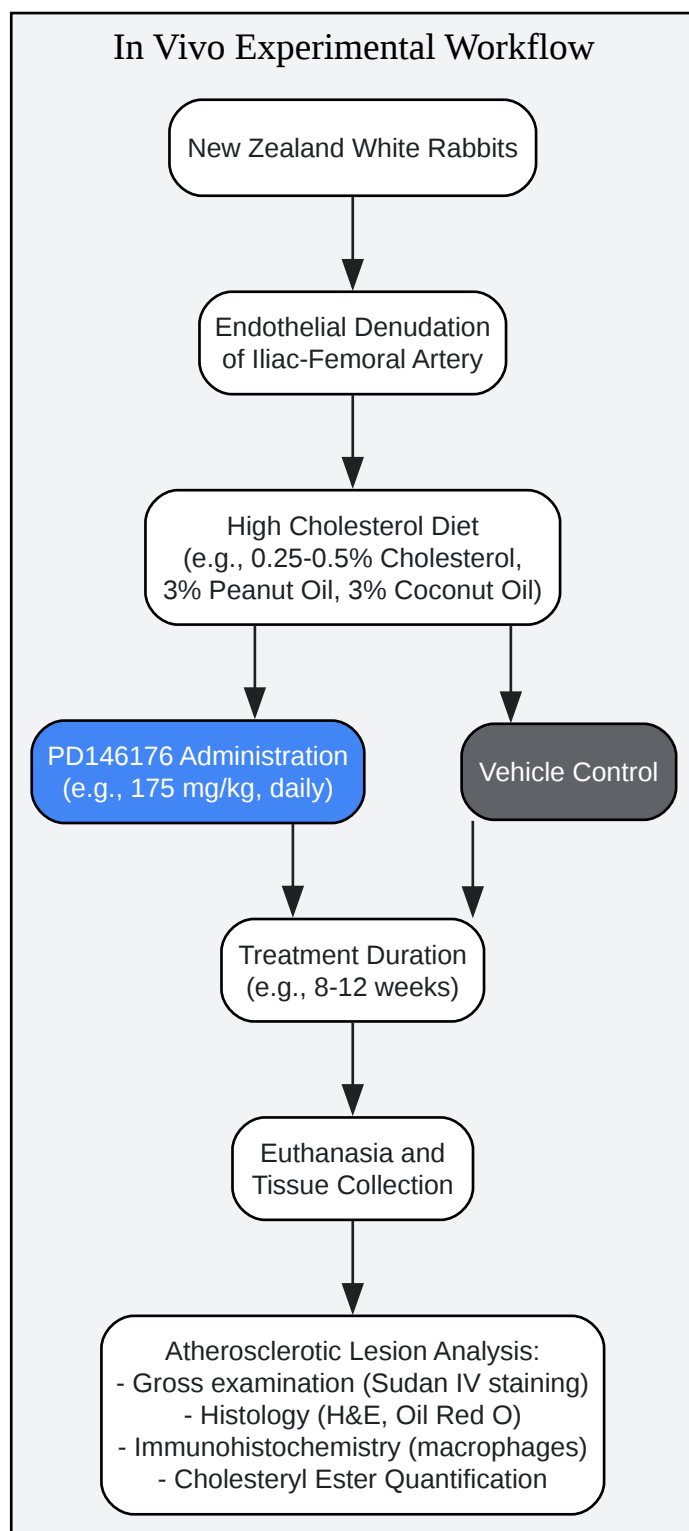 In Vivo Experimental Workflow
New Zealand White Rabbits
Endothelial Denudation
of Iliac-Femoral Artery
High Cholesterol Diet
(e.g., 0.25-0.5% Cholesterol,
3% Peanut Oil, 3% Coconut Oil)
PD146176 Administration
(e.g., 175 mg/kg, daily)
Vehicle Control
Treatment Duration
(e.g., 8-12 weeks)
Euthanasia and
Tissue Collection
Atherosclerotic Lesion Analysis:
- Gross examination (Sudan IV staining)
- Histology (H&E, Oil Red O)
- Immunohistochemistry (macrophages)
- Cholesteryl Ester Quantification